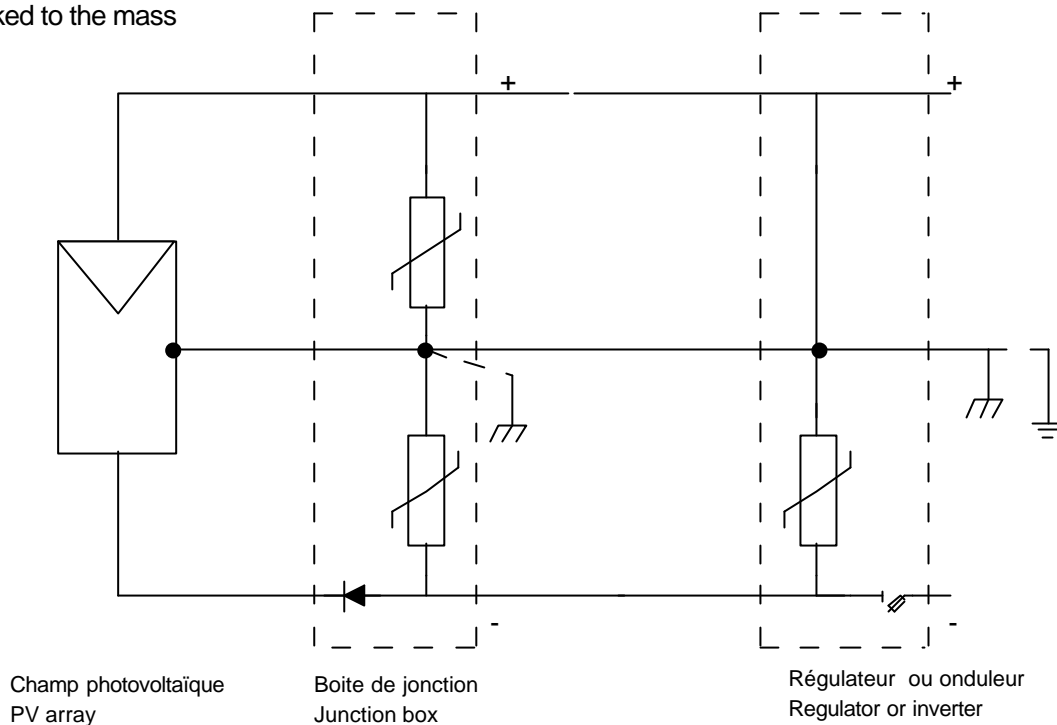 ked to the mass
+
+
-
-
Champ photovoltaïque
PV array
Boite de jonction
Junction box
Régulateur ou onduleur
Regulator or inverter